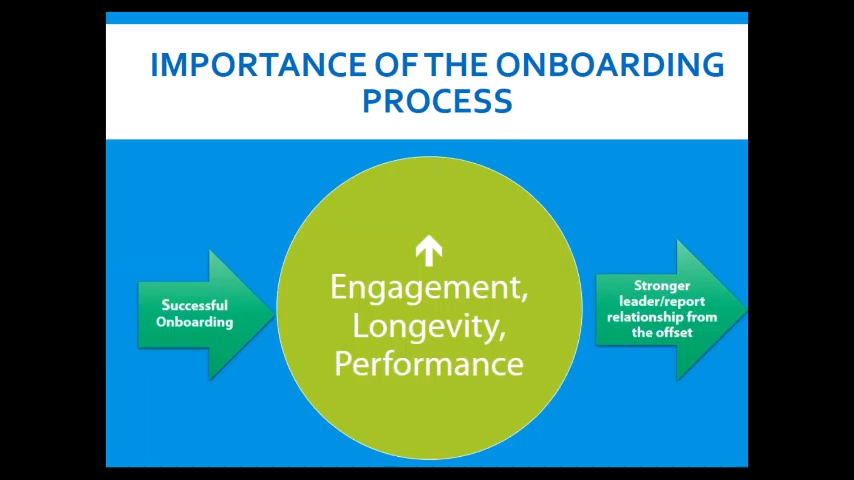 IMPORTANCE OF THE ONBOARDING
PROCESS
Successful
Onboarding
Engagement,
Longevity,
Performance
Stronger
leader/report
relationship from
the offset